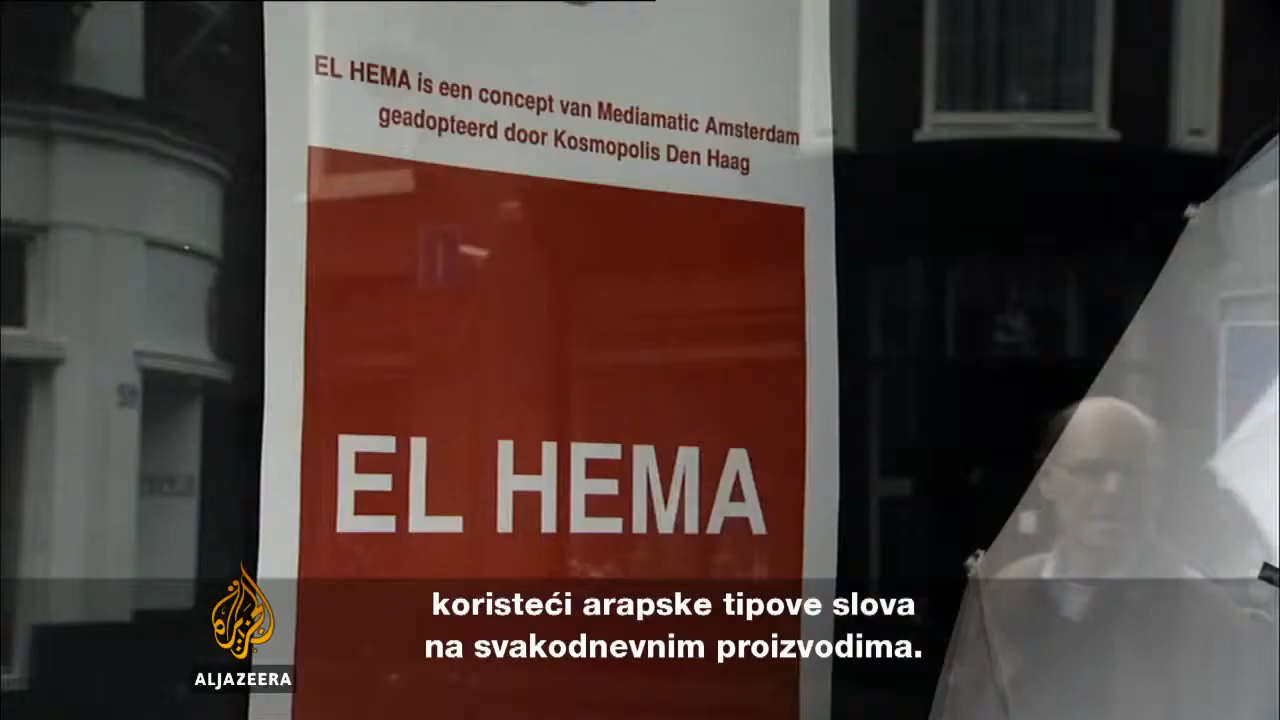 EL HEMA is een concept van Mediamatic Amsterdam
geadopteerd door Kosmopolis Den Haag
EL HEMA
koristeći arapske tipove slova
na svakodnevnim proizvodima.
ALJAZEERA